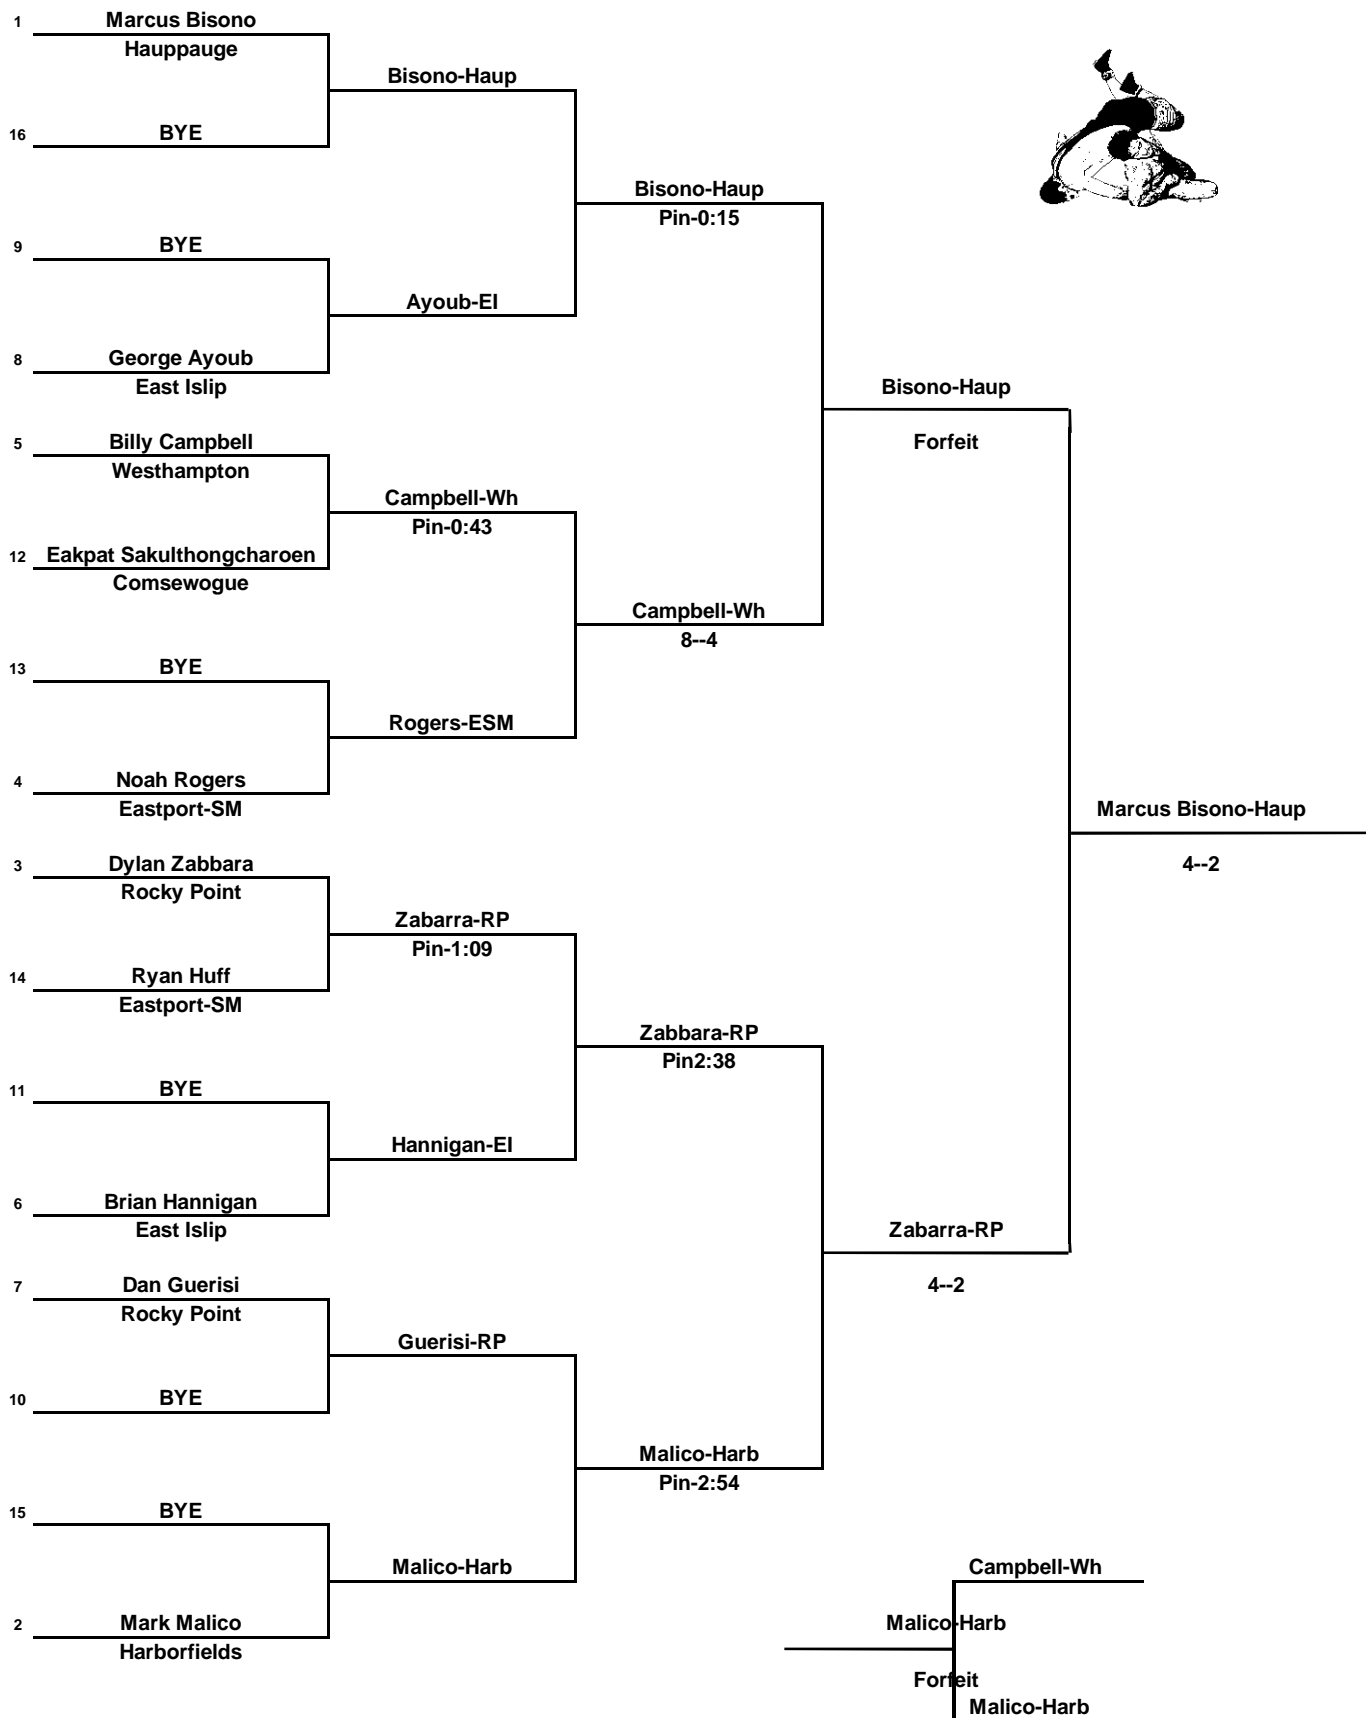 1 Marcus Bisono
Hauppauge
Bisono-Haup
16 BYE
Bisono-Haup
Pin-0:15
9 BYE
Ayoub-EI
8 George Ayoub
East Islip
Bisono-Haup
Forfeit
5 Billy Campbell
Westhampton
Campbell-Wh
Pin-0:43
12 Eakpat Sakulthongcharoen
Comsewogue
Campbell-Wh
8--4
13 BYE
Rogers-ESM
4 Noah Rogers
Eastport-SM
Marcus Bisono-Haup
4--2
3 Dylan Zabbara
Rocky Point
Zabarra-RP
Pin-1:09
14 Ryan Huff
Eastport-SM
Zabbara-RP
Pin2:38
11 BYE
Hannigan-EI
6 Brian Hannigan
East Islip
Zabarra-RP
4--2
7 Dan Guerisi
Rocky Point
Guerisi-RP
10 BYE
Malico-Harb
Pin-2:54
15 BYE
Malico-Harb
2 Mark Malico
Harborfields
Campbell-Wh
Malico-Harb
Forfeit
Malico-Harb